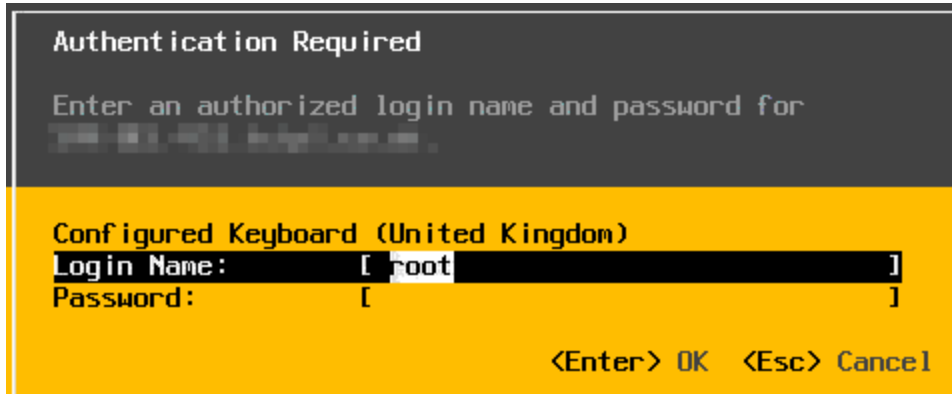 Authentication Required
Enter an authorized login name and password for
Configured Keyboard (United Kingdom)
Login Name: [ root ]
Password: [ ]
<Enter> OK <Esc> Cancel